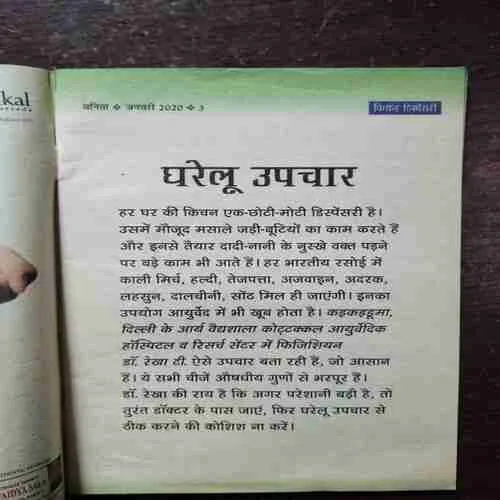 kal
वनिता ❖ जनवरी 2020 ❖ 3
किचन डिस्पेंसरी
घरेलू उपचार
हर घर की किचन एक-छोटी-मोटी डिस्पेंसरी है।
उसमें मौजूद मसाले जड़ी-बूटियों का काम करते हैं
और इनसे तैयार दादी-नानी के नुस्खे वक्त पड़ने
पर बड़े काम भी आते हैं। हर भारतीय रसोई में
काली मिर्च, हल्दी, तेजपत्ता, अजवाइन, अदरक,
लहसुन, दालचीनी, सोंठ मिल ही जाएंगी। इनका
उपयोग आयुर्वेद में भी खूब होता है। कड़कड़डूमा,
दिल्ली के आर्य वैद्यशाला कोट्टक्कल आयुर्वेदिक
हॉस्पिटल व रिसर्च सेंटर में फिजिशियन
डॉ. रेखा टी. ऐसे उपचार बता रही हैं, जो आसान
हैं। ये सभी चीजें औषधीय गुणों से भरपूर हैं।
डॉ. रेखा की राय है कि अगर परेशानी बढ़ी है, तो
तुरंत डॉक्टर के पास जाएं, फिर घरेलू उपचार से
ठीक करने की कोशिश ना करें।
AIDYASALA